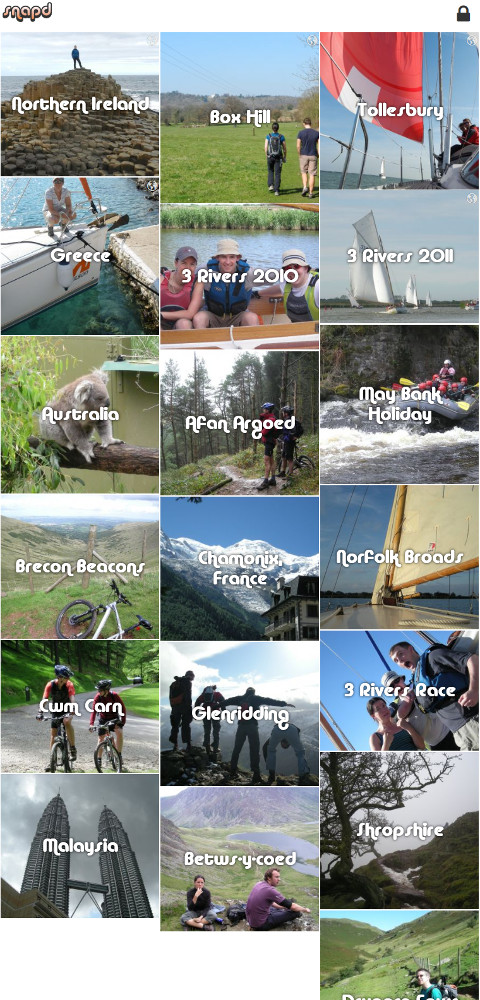 snapd
Northern Ireland
Box Hill
Tollesbury
Greece
3 Rivers 2010
3 Rivers 2011
Australia
Afan Argoed
May Bank
Holiday
Brecon Beacons
Chamonix,
France
Norfolk Broads
Cwm Carn
Glenridding
3 Rivers Race
Malaysia
Betws-y-coed
Shropshire